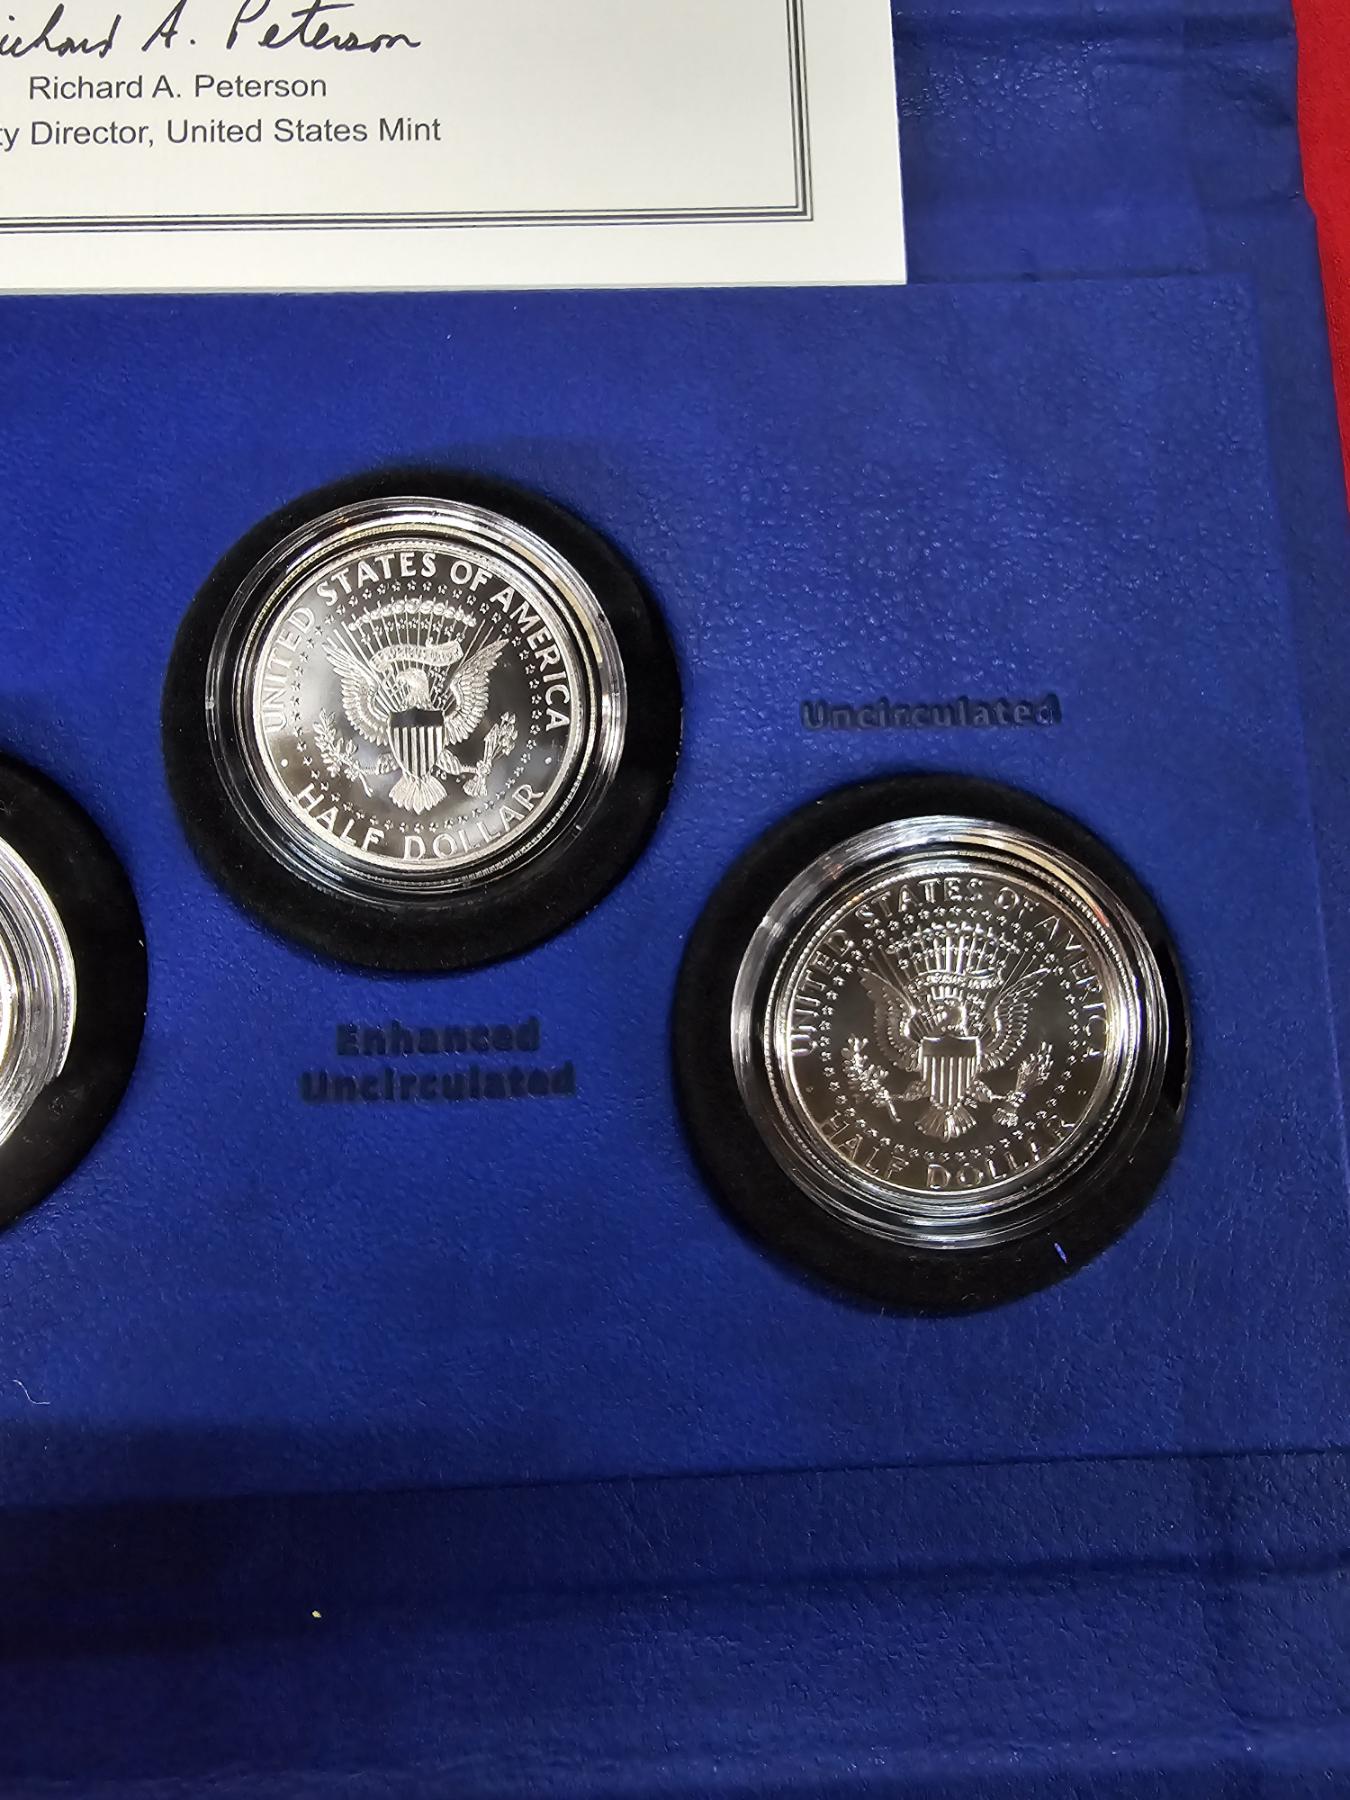 Richard A. Peterson
Richard A. Peterson
ty Director, United States Mint
UNITED STATES OF AMERICA
HALF DOLLAR
Enhanced
Uncirculated
Uncirculated
UNITED STATES OF AMERICA
HALF DOLLAR